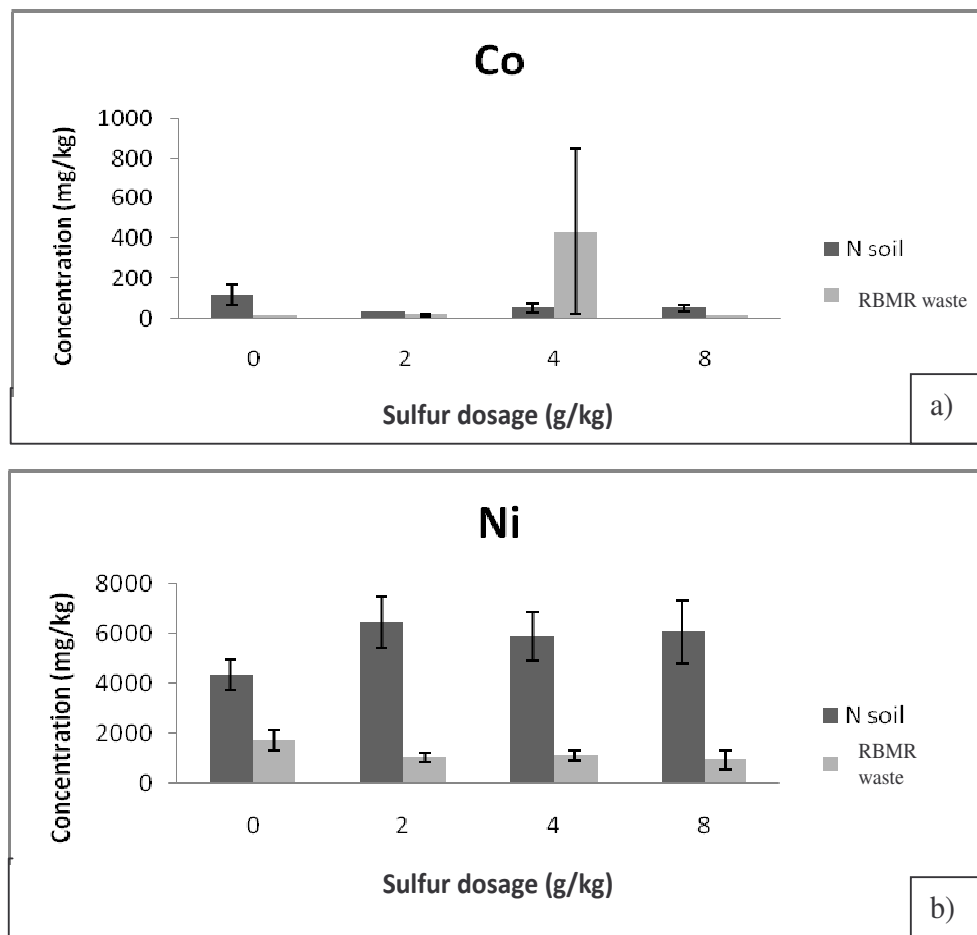 Co
Concentration (mg/kg)
1000
800
600
400
200
0
0 2 4 8
Sulfur dosage (g/kg)
N soil
RBMR waste
a)
Ni
Concentration (mg/kg)
8000
6000
4000
2000
0
0 2 4 8
Sulfur dosage (g/kg)
N soil
RBMR
waste
b)